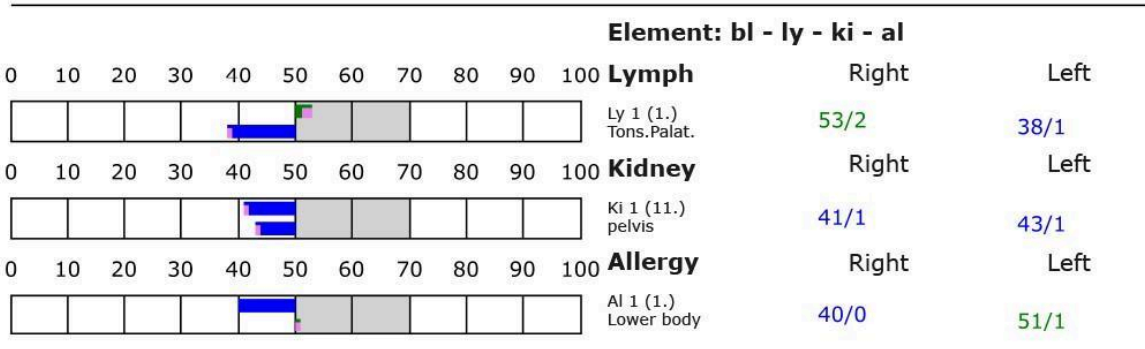 Element: bl - ly - ki - al
0 10 20 30 40 50 60 70 80 90 100 Lymph Right Left
Ly 1 (1.)
Tons.Palat.
53/2 38/1
0 10 20 30 40 50 60 70 80 90 100 Kidney Right Left
Ki 1 (11.)
pelvis
41/1 43/1
0 10 20 30 40 50 60 70 80 90 100 Allergy Right Left
Al 1 (1.)
Lower body
40/0 51/1